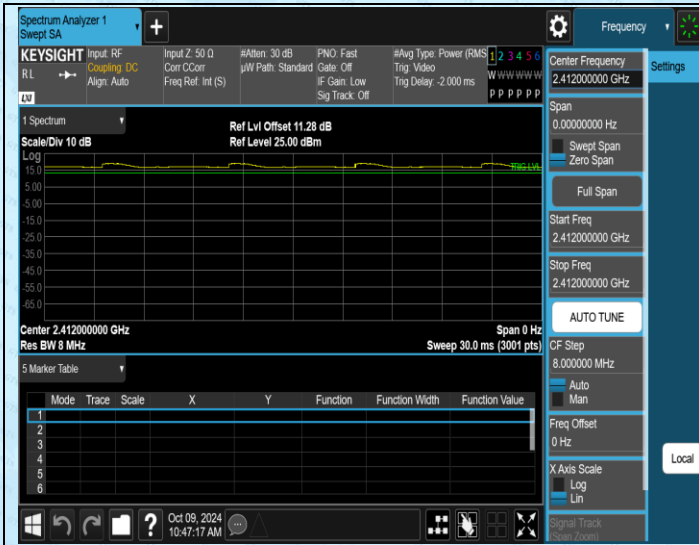 Spectrum Analyzer 1
Swept SA
Frequency
KEYSIGHT
RL
LXI
Input: RF
Coupling: DC
Align: Auto
Input Z: 50 Ω
Corr CCorr
Freq Ref: Int (S)
#Atten: 30 dB
µW Path: Standard
PNO: Fast
Gate: Off
IF Gain: Low
Sig Track: Off
#Avg Type: Power (RMS
Trig: Video
Trig Delay: -2.000 ms
1 2 3 4 5 6
W W W W W W
P P P P P P
1 Spectrum
Scale/Div 10 dB
Ref Lvl Offset 11.28 dB
Ref Level 25.00 dBm
Log
15.0
5.00
-5.00
-15.0
-25.0
-35.0
-45.0
-55.0
-65.0
TRIG LVL
Center 2.412000000 GHz
Span 0 Hz
Res BW 8 MHz
Sweep 30.0 ms (3001 pts)
5 Marker Table
Mode Trace Scale X Y Function Function Width Function Value
1
2
3
4
5
6
Oct 09, 2024
10:47:17 AM
Center Frequency
2.412000000 GHz
Span
0.00000000 Hz
Swept Span
Zero Span
Full Span
Start Freq
2.412000000 GHz
Stop Freq
2.412000000 GHz
AUTO TUNE
CF Step
8.000000 MHz
Auto
Man
Freq Offset
0 Hz
X Axis Scale
Log
Lin
Signal Track
(Span Zoom)
Settings
Local